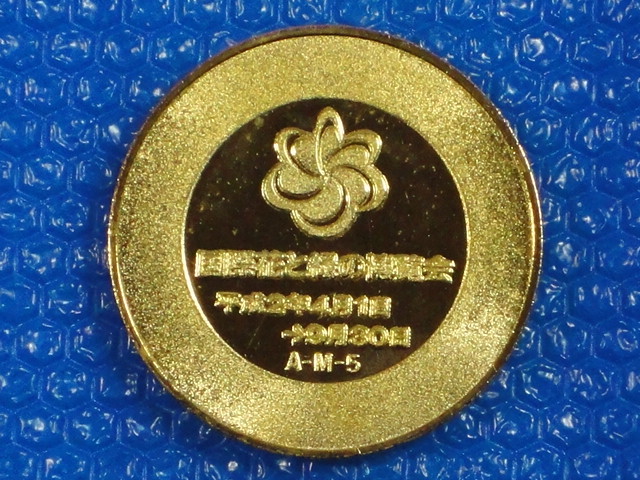 国際花と緑の博覧会
平成2年4月1日
→9月30日
A-M-5